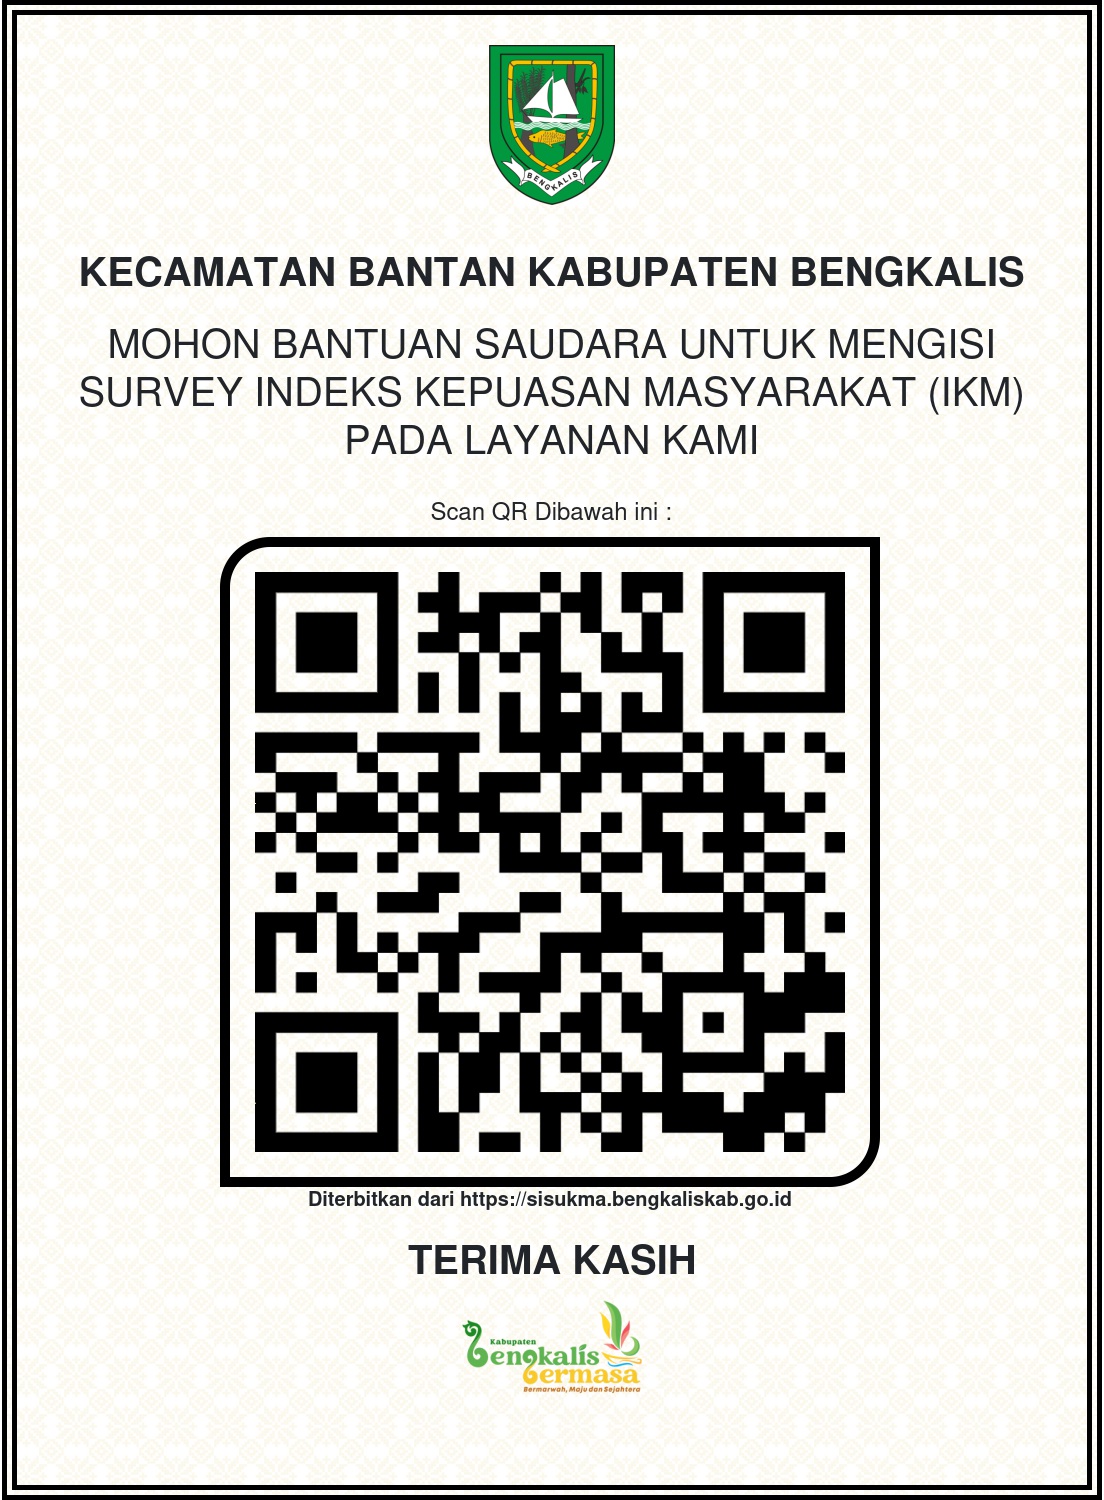 BENGKALIS
KECAMATAN BANTAN KABUPATEN BENGKALIS
MOHON BANTUAN SAUDARA UNTUK MENGISI
SURVEY INDEKS KEPUASAN MASYARAKAT (IKM)
PADA LAYANAN KAMI
Scan QR Dibawah ini :
Diterbitkan dari https://sisukma.bengkaliskab.go.id
TERIMA KASIH
Kabupaten
Bengkalis
Bermasa
Bermarwah, Maju dan Sejahtera